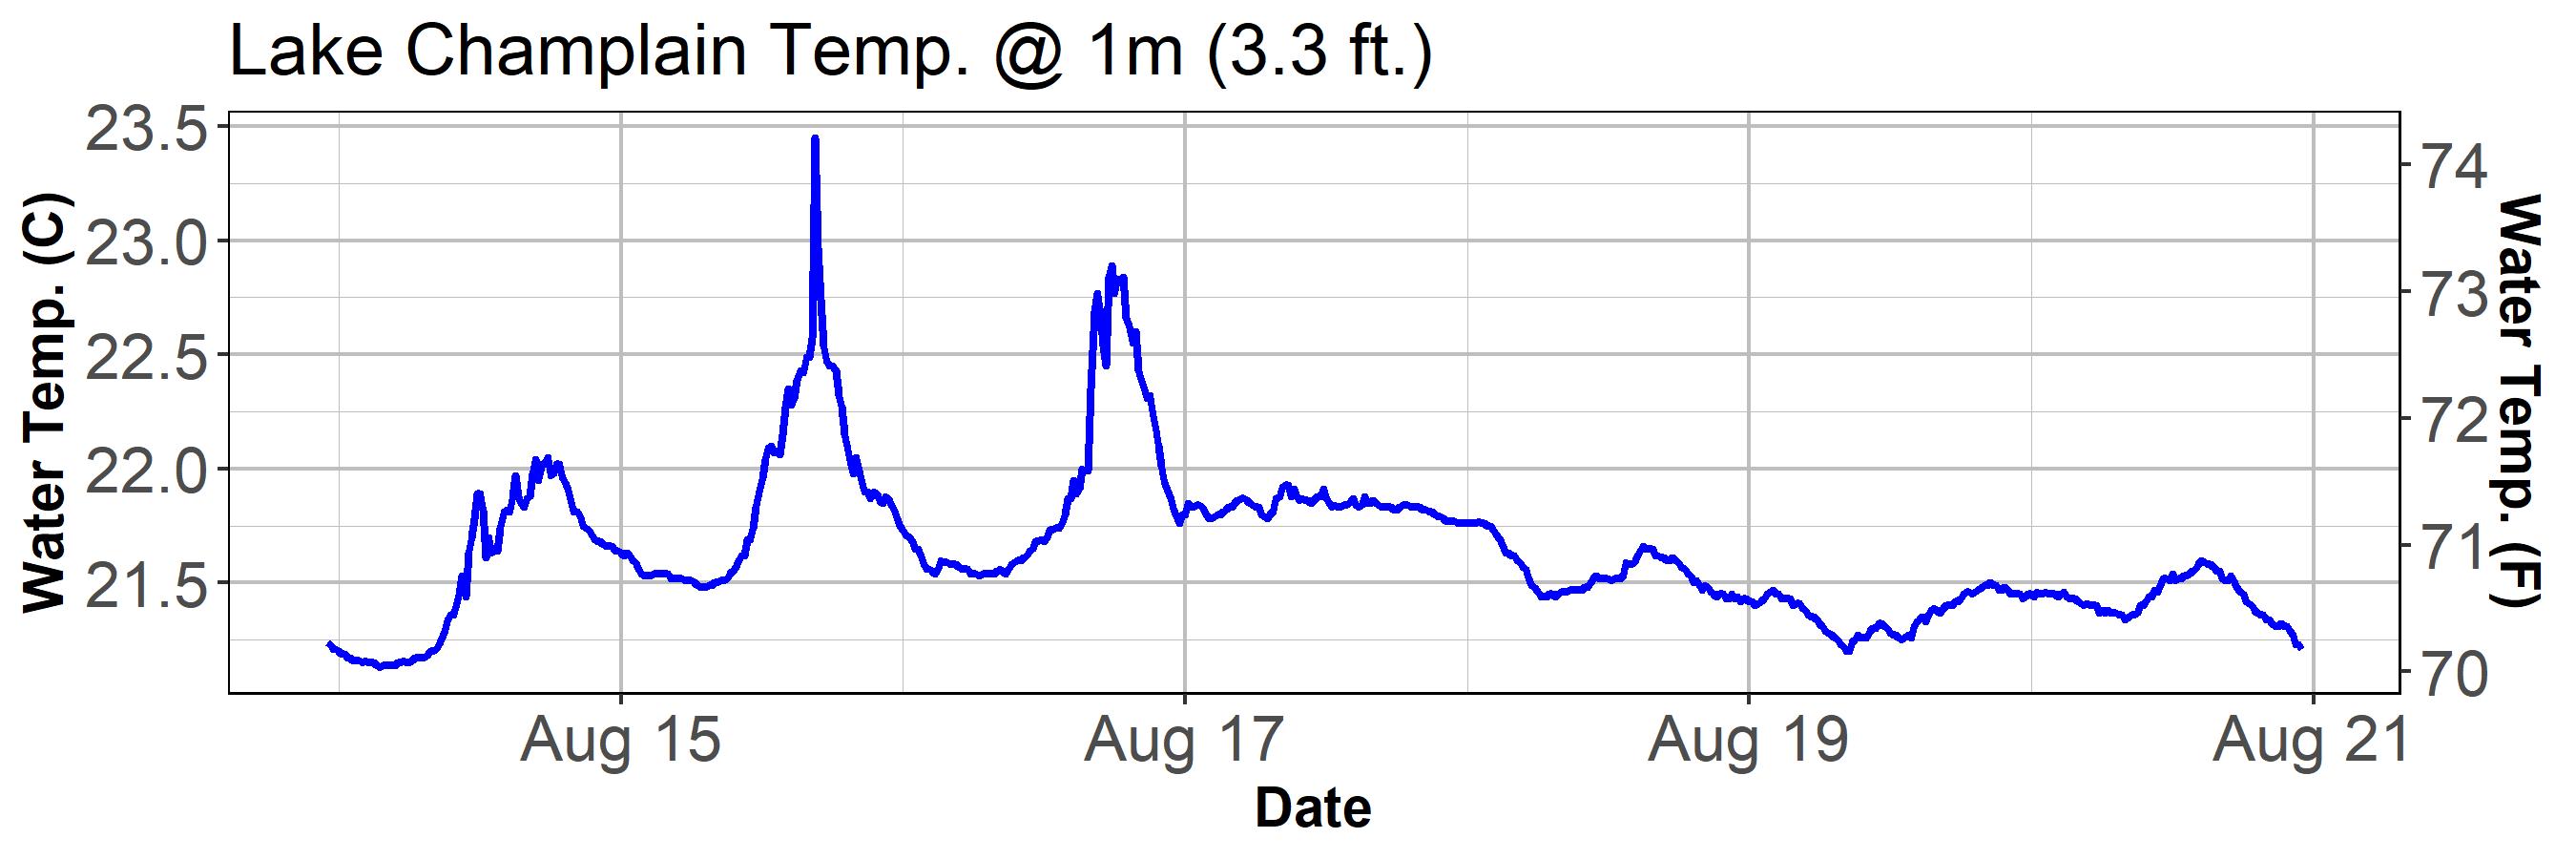 Lake Champlain Temp. @ 1m (3.3 ft.)
23.5
23.0
22.5
22.0
21.5
Water Temp. (C)
74
73
72
71
70
Water Temp. (F)
Aug 15
Aug 17
Aug 19
Aug 21
Date